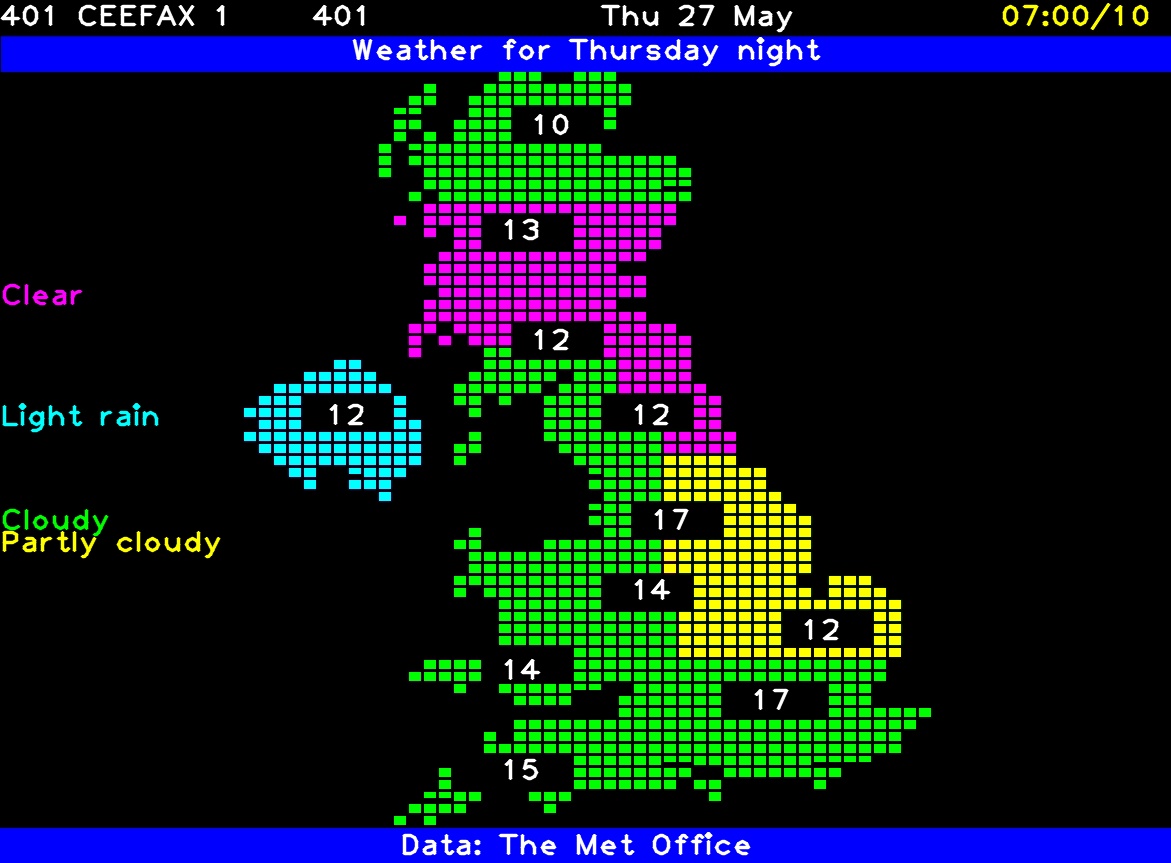 401 CEEFAX 1 401 Thu 27 May 07:00/10
Weather for Thursday night
10
13
Clear
12
Light rain 12 12
Cloudy 17
Partly cloudy
14
12
14
17
15
Data: The Met Office